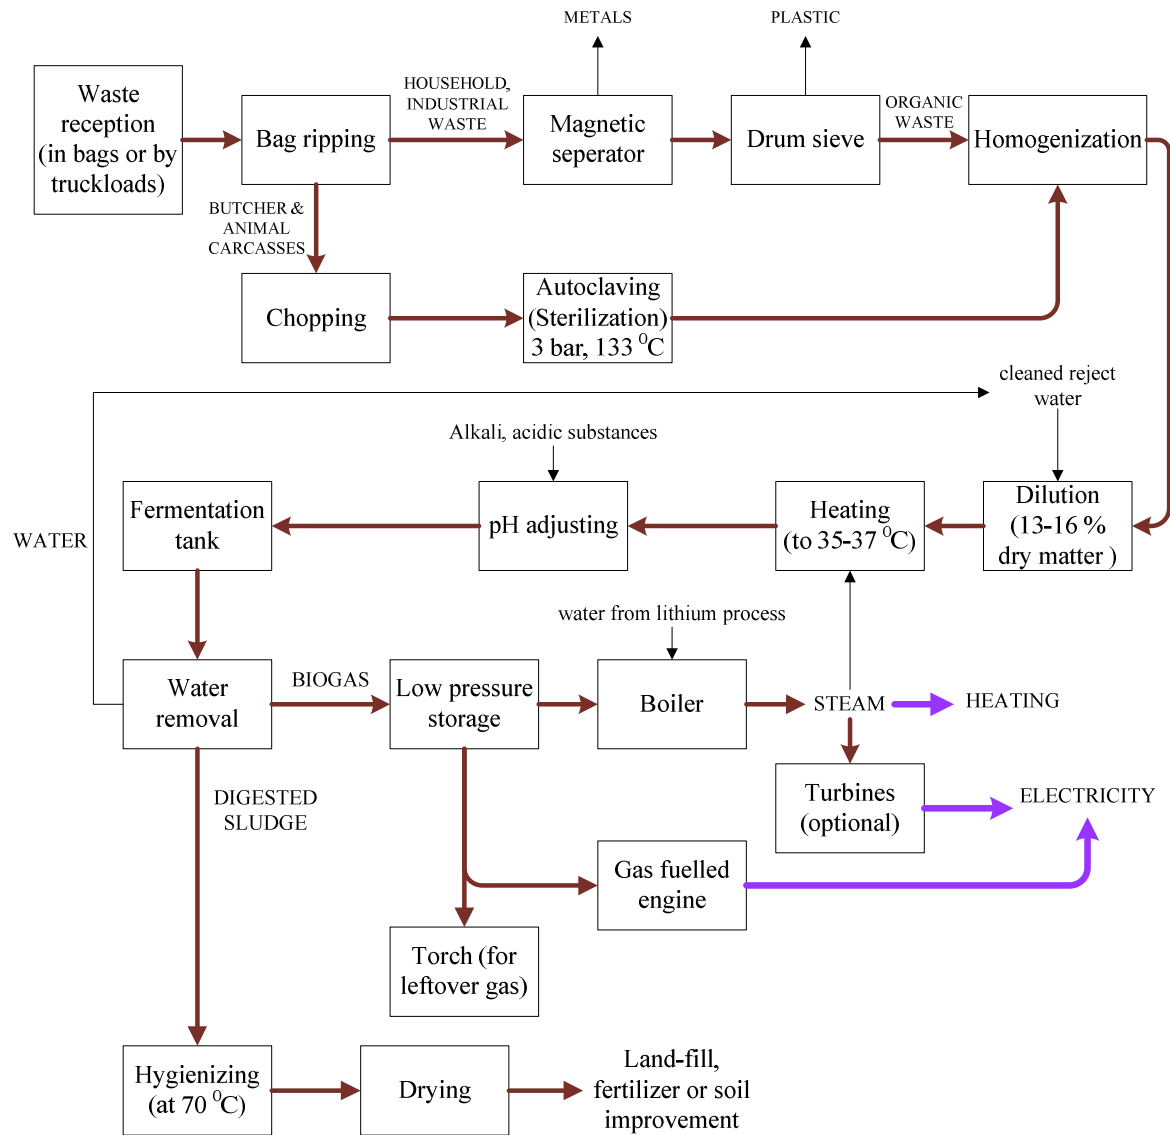 METALS
PLASTIC
Waste
reception
(in bags or by
truckloads)
Bag ripping
HOUSEHOLD,
INDUSTRIAL
WASTE
Magnetic
seperator
Drum sieve
ORGANIC
WASTE
Homogenization
BUTCHER &
ANIMAL
CARCASSES
Chopping
Autoclaving
(Sterilization)
3 bar, 133 ⁰C
cleaned reject
water
Alkali, acidic substances
WATER
Fermentation
tank
pH adjusting
Heating
(to 35-37 ⁰C)
Dilution
(13-16 %
dry matter )
water from lithium process
Water
removal
BIOGAS
Low pressure
storage
Boiler
STEAM
HEATING
DIGESTED
SLUDGE
Turbines
(optional)
ELECTRICITY
Gas fuelled
engine
Torch (for
leftover gas)
Hygienizing
(at 70 ⁰C)
Drying
Land-fill,
fertilizer or soil
improvement